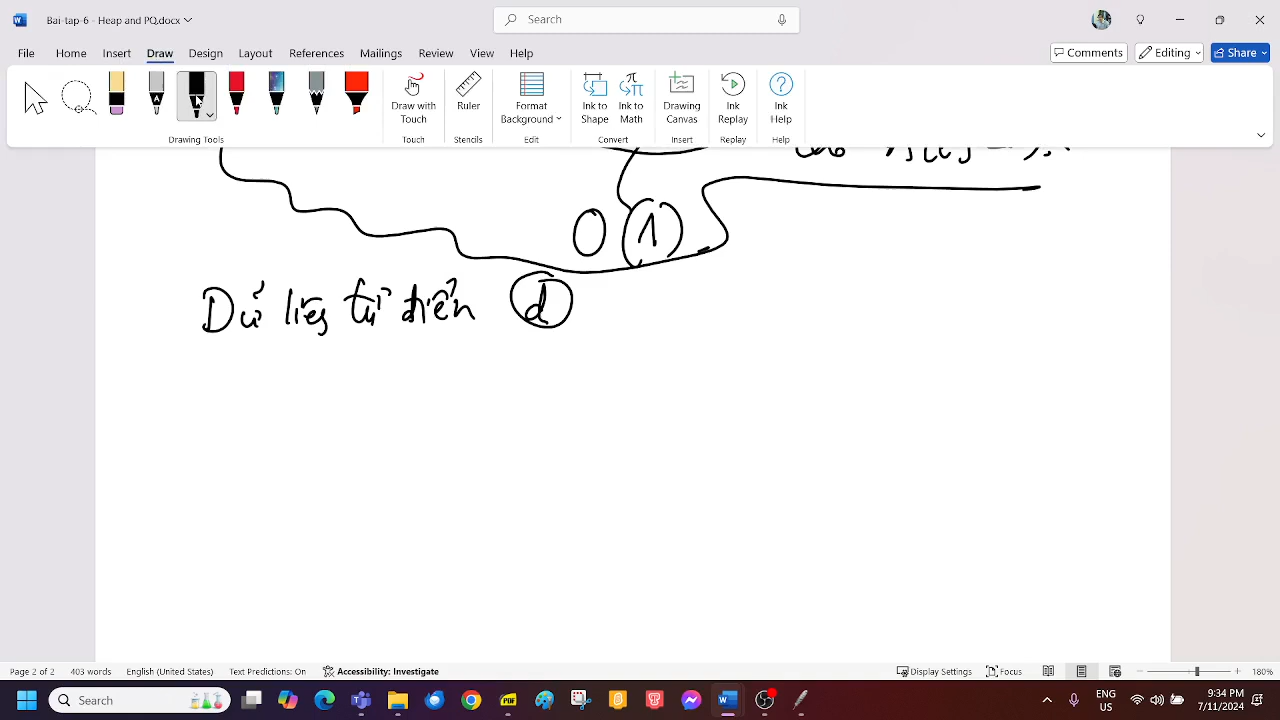 Bai-tap-6 - Heap and PQ.docx
Search
File Home Insert Draw Design Layout References Mailings Review View Help
Comments Editing Share
Draw with Touch
Ruler
Format Background
Ink to Shape
Ink to Math
Drawing Canvas
Ink Replay
Ink Help
Drawing Tools Touch Stencils Edit Convert Insert Replay Help
0 1
Dữ liệu từ điển d
Page 2 of 2 403 words English (United States) Text Predictions: On Accessibility: Investigate Display Settings Focus 180%
Search
PDF
ENG
US
9:34 PM
7/11/2024